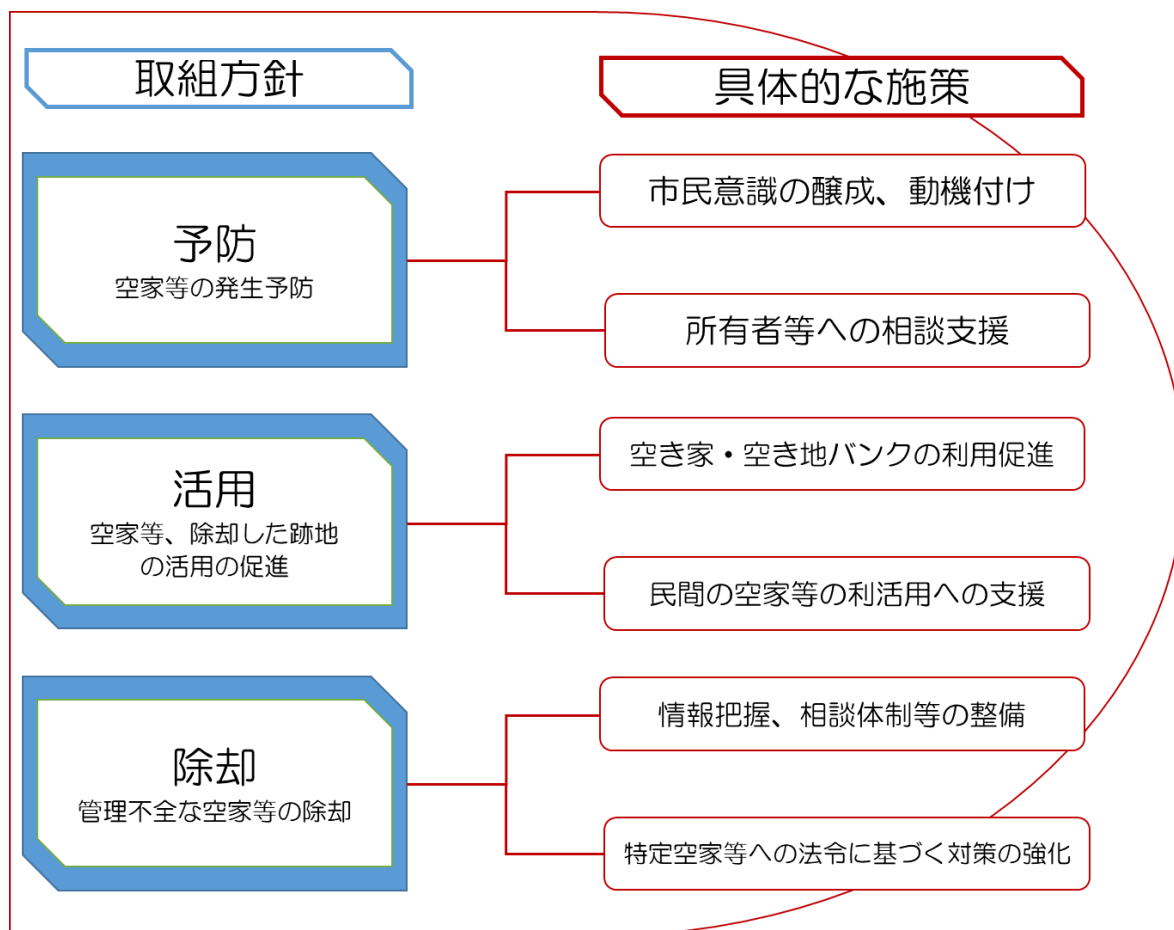 取組方針
具体的な施策
予防
空家等の発生予防
市民意識の醸成、動機付け
所有者等への相談支援
活用
空家等、除却した跡地
の活用の促進
空き家・空き地バンクの利用促進
民間の空家等の利活用への支援
除却
管理不全な空家等の除却
情報把握、相談体制等の整備
特定空家等への法令に基づく対策の強化